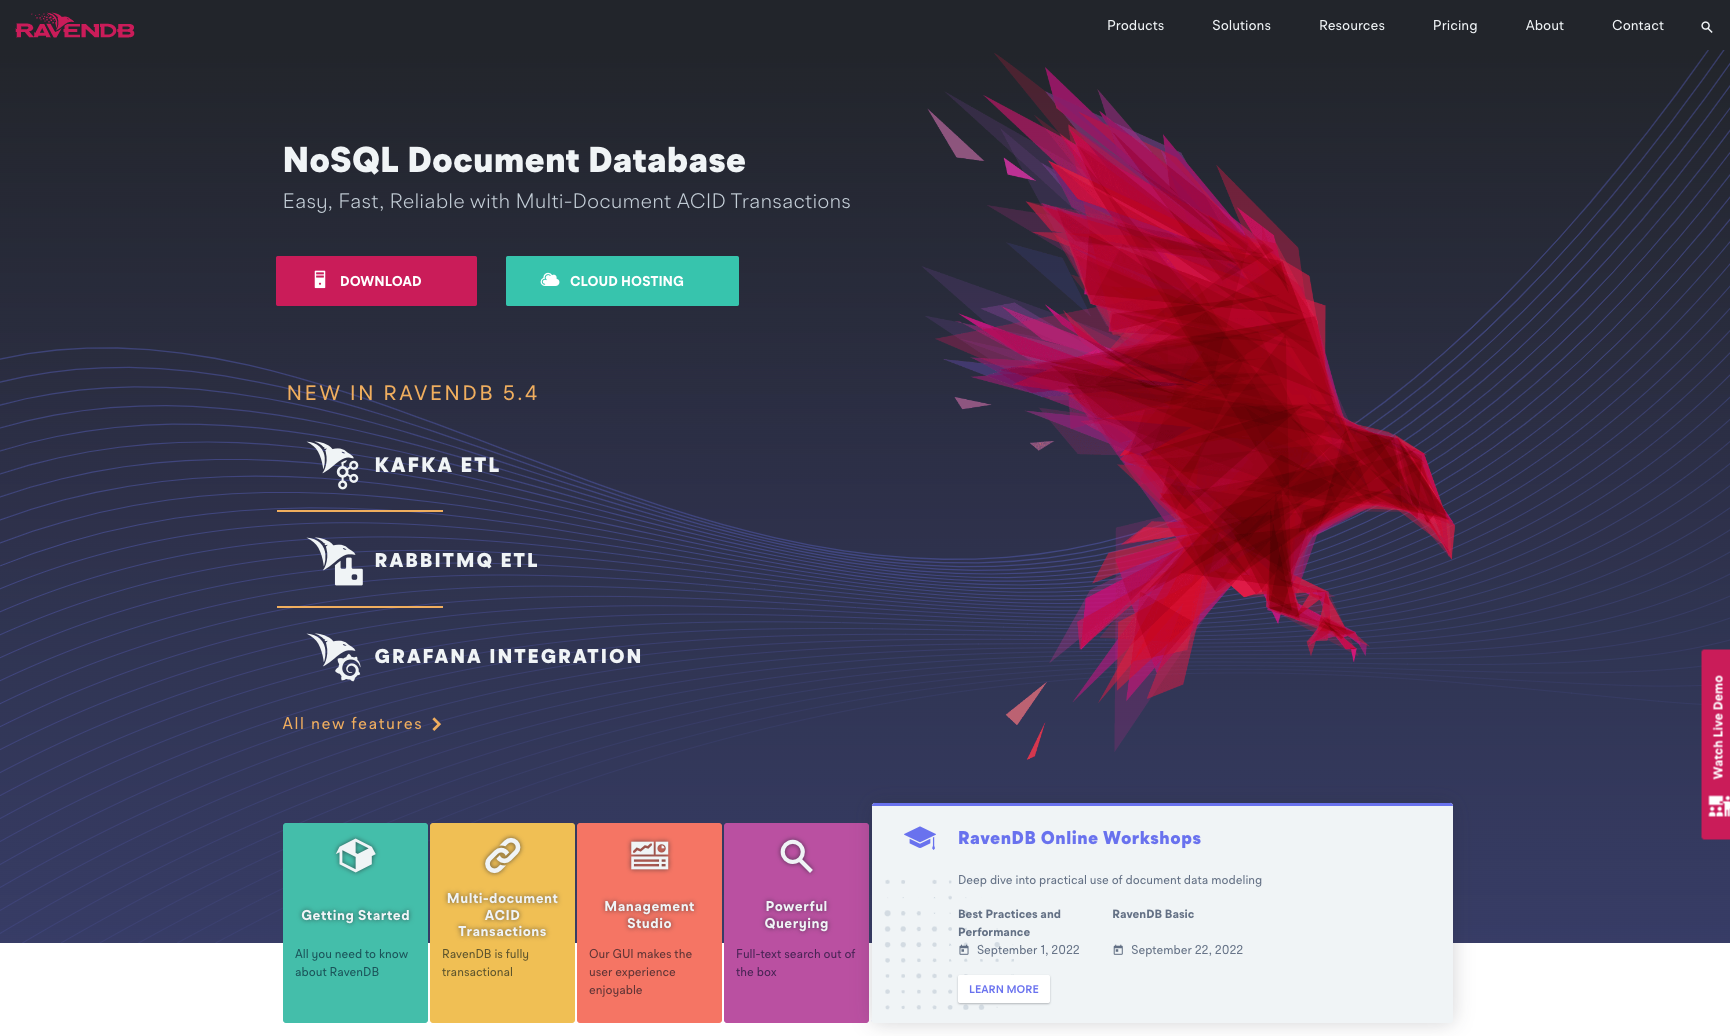 RAVENDB
Products Solutions Resources Pricing About Contact
NoSQL Document Database
Easy, Fast, Reliable with Multi-Document ACID Transactions
DOWNLOAD CLOUD HOSTING
NEW IN RAVENDB 5.4
KAFKA ETL
RABBITMQ ETL
GRAFANA INTEGRATION
All new features
Watch Live Demo
Getting Started
All you need to know
about RavenDB
Multi-document
ACID
Transactions
RavenDB is fully
transactional
Management
Studio
Our GUI makes the
user experience
enjoyable
Powerful
Querying
Full-text search out of
the box
RavenDB Online Workshops
Deep dive into practical use of document data modeling
Best Practices and
Performance
September 1, 2022
RavenDB Basic
September 22, 2022
LEARN MORE